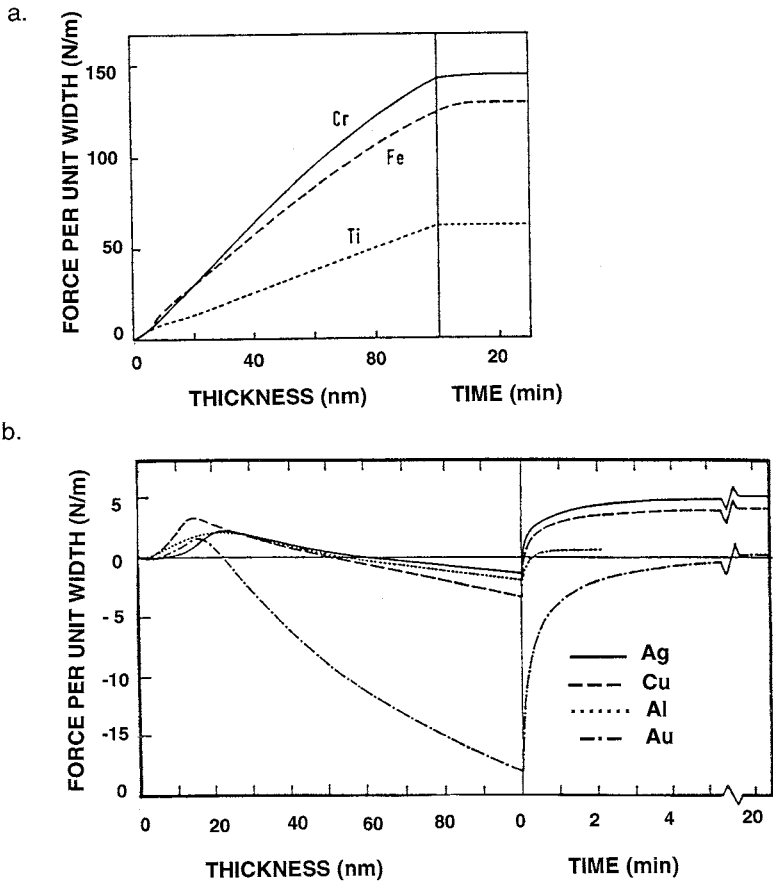 a.
FORCE PER UNIT WIDTH (N/m)
150
100
50
0
Cr
Fe
Ti
0 40 80 20
THICKNESS (nm) TIME (min)
b.
FORCE PER UNIT WIDTH (N/m)
5
0
- 5
-10
-15
0
Ag
Cu
Al
Au
0 20 40 60 80 0 2 4 20
THICKNESS (nm) TIME (min)